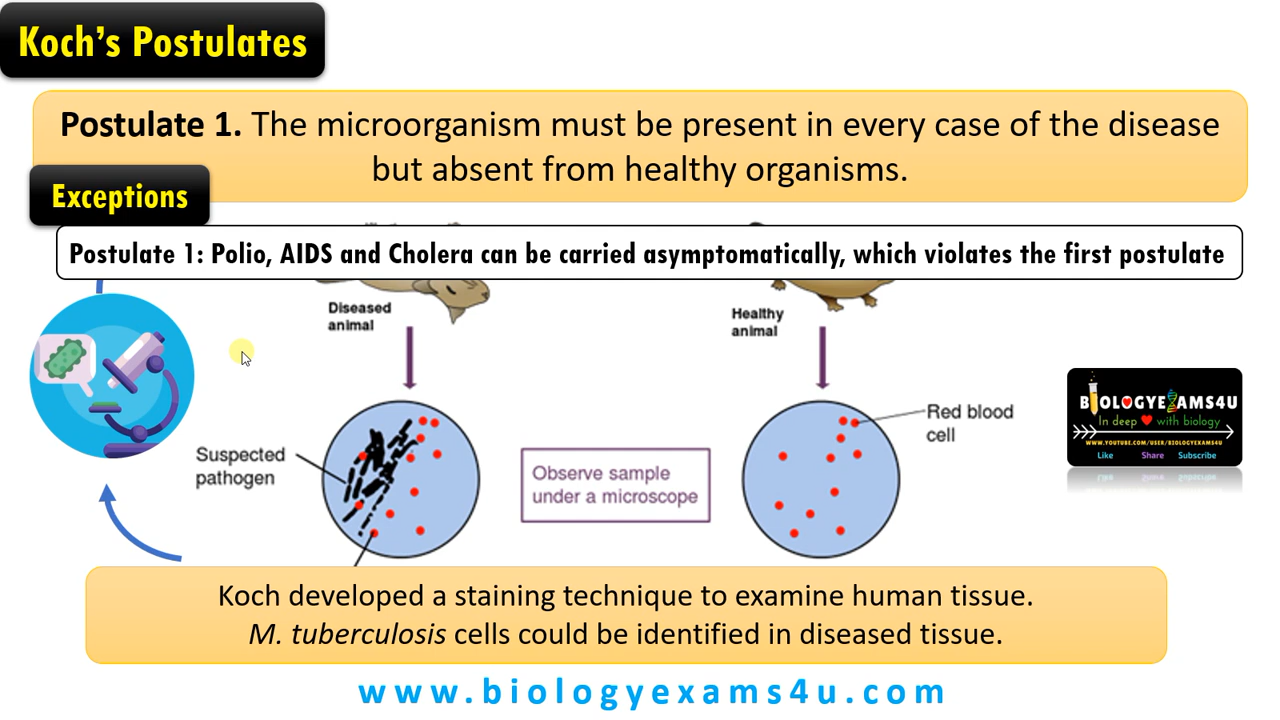 Koch’s Postulates
Postulate 1. The microorganism must be present in every case of the disease
but absent from healthy organisms.
Exceptions
Postulate 1: Polio, AIDS and Cholera can be carried asymptomatically, which violates the first postulate
Diseased
animal
Healthy
animal
Suspected
pathogen
Observe sample
under a microscope
Red blood
cell
BIOLOGYEXAMS4U
In deep with biology
WWW.YOUTUBE.COM/USER/BIOLOGYEXAMS4U
Like Share Subscribe
Koch developed a staining technique to examine human tissue.
M. tuberculosis cells could be identified in diseased tissue.
www.biologyexams4u.com